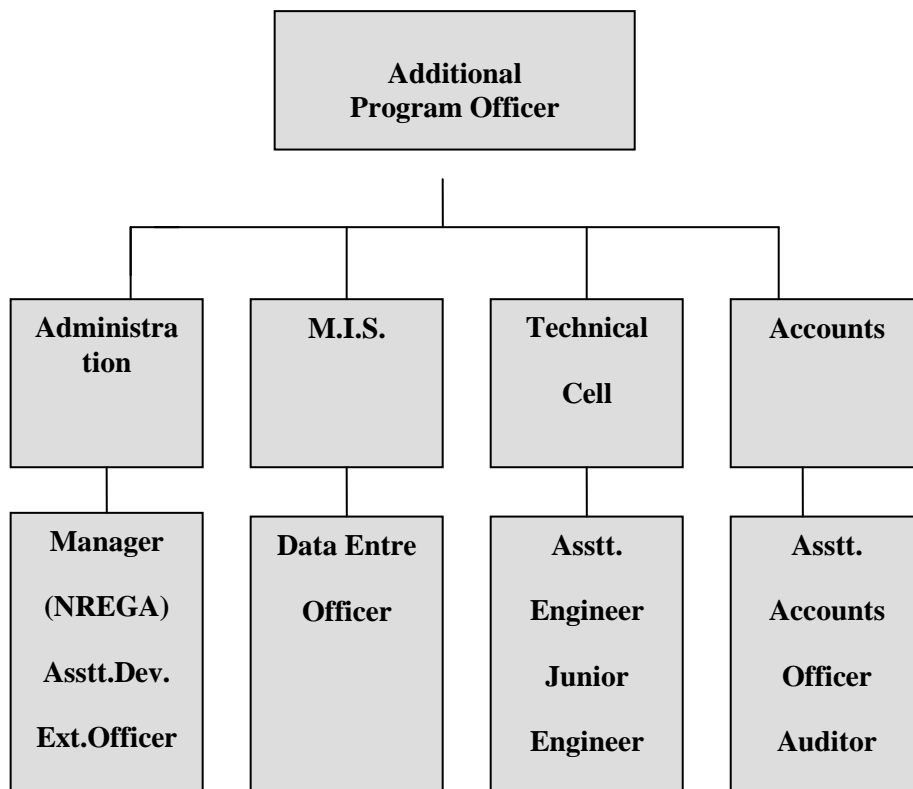 Additional
Program Officer
Administra
tion
M.I.S.
Technical
Cell
Accounts
Manager
(NREGA)
Asstt.Dev.
Ext.Officer
Data Entre
Officer
Asstt.
Engineer
Junior
Engineer
Asstt.
Accounts
Officer
Auditor